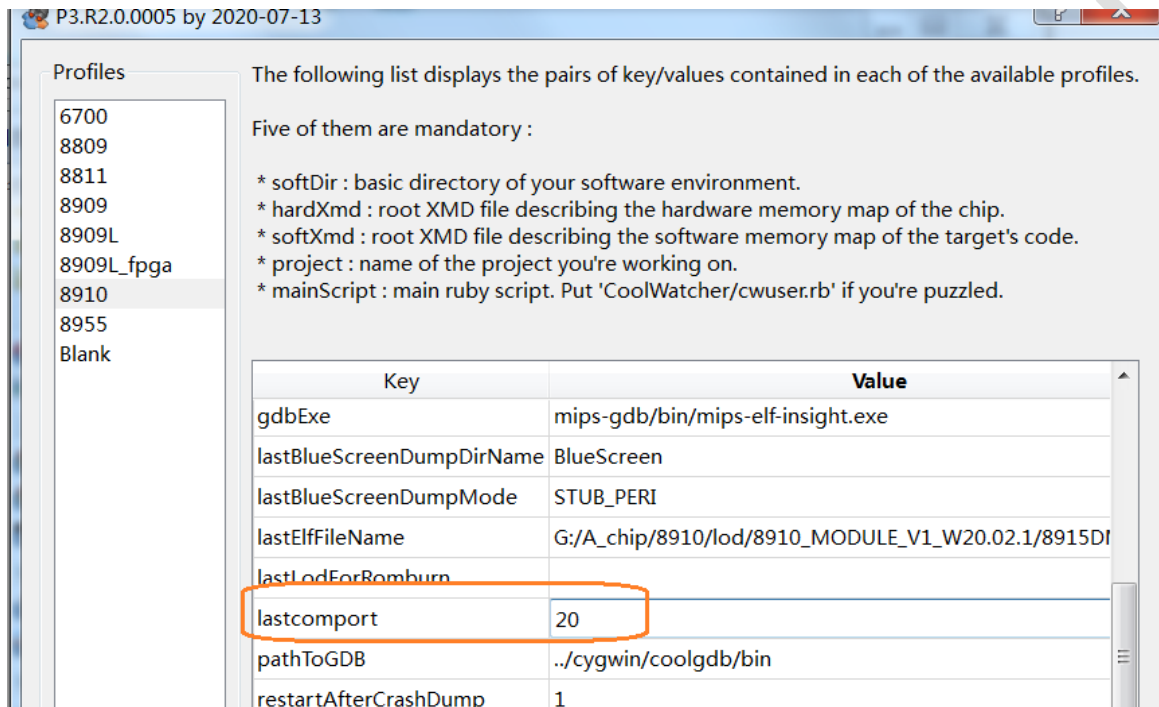 P3.R2.0.0005 by 2020-07-13
Profiles
6700
8809
8811
8909
8909L
8909L_fpga
8910
8955
Blank
The following list displays the pairs of key/values contained in each of the available profiles.
Five of them are mandatory :
* softDir : basic directory of your software environment.
* hardXmd : root XMD file describing the hardware memory map of the chip.
* softXmd : root XMD file describing the software memory map of the target's code.
* project : name of the project you're working on.
* mainScript : main ruby script. Put 'CoolWatcher/cwuser.rb' if you're puzzled.
Key Value
gdbExe mips-gdb/bin/mips-elf-insight.exe
lastBlueScreenDumpDirName BlueScreen
lastBlueScreenDumpMode STUB_PERI
lastElfFileName G:/A_chip/8910/lod/8910_MODULE_V1_W20.02.1/8915DM
lastLodForRomburn
lastcomport 20
pathToGDB ../cygwin/coolgdb/bin
restartAfterCrashDump 1